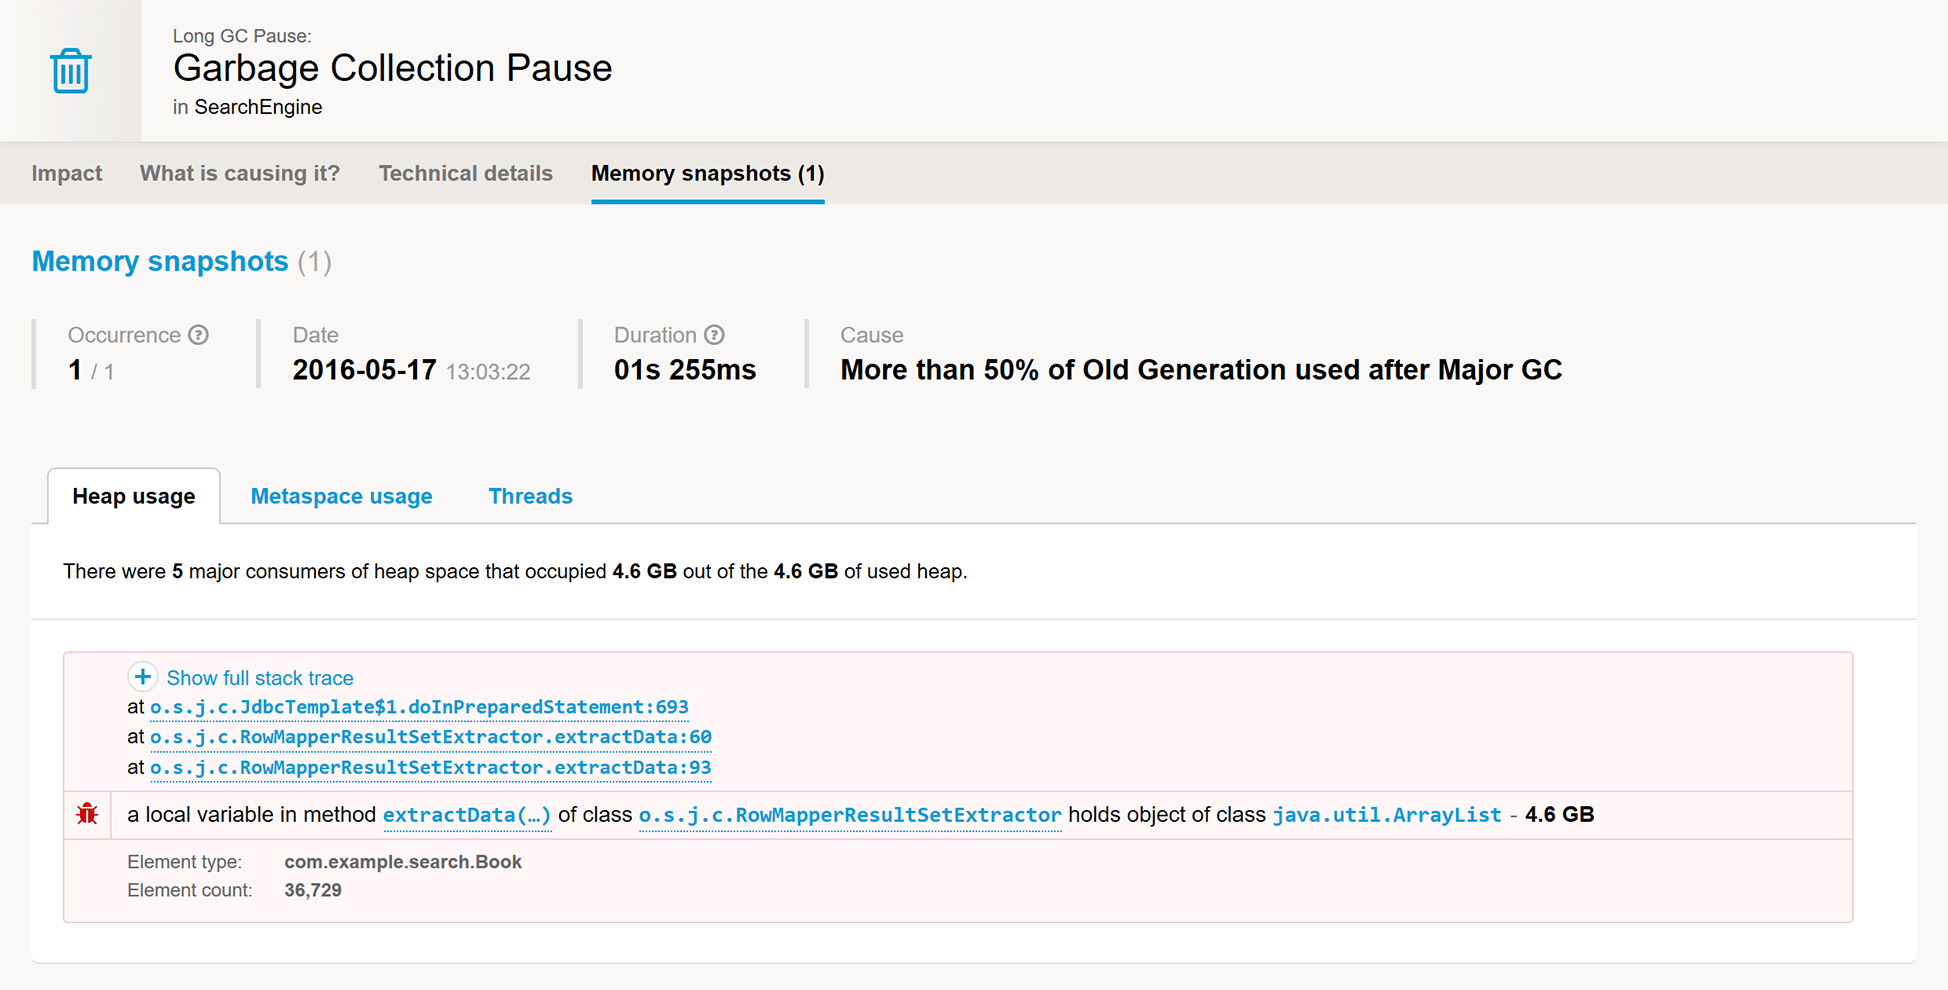 Long GC Pause:
Garbage Collection Pause
in SearchEngine
Impact What is causing it? Technical details Memory snapshots (1)
Memory snapshots (1)
Occurrence ? Date Duration ? Cause
1 / 1 2016-05-17 13:03:22 01s 255ms More than 50% of Old Generation used after Major GC
Heap usage Metaspace usage Threads
There were 5 major consumers of heap space that occupied 4.6 GB out of the 4.6 GB of used heap.
+ Show full stack trace
at o.s.j.c.JdbcTemplate$1.doInPreparedStatement:693
at o.s.j.c.RowMapperResultSetExtractor.extractData:60
at o.s.j.c.RowMapperResultSetExtractor.extractData:93
a local variable in method extractData(…) of class o.s.j.c.RowMapperResultSetExtractor holds object of class java.util.ArrayList - 4.6 GB
Element type: com.example.search.Book
Element count: 36,729